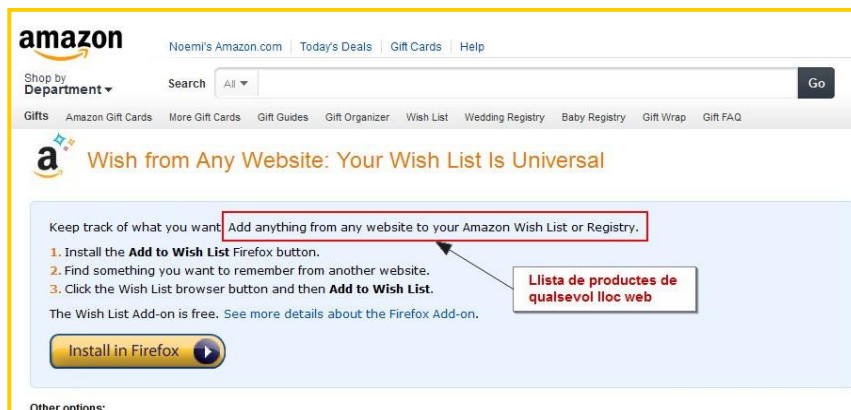 amazon
Noemi's Amazon.com Today's Deals Gift Cards Help
Shop by
Department
Search All Go
Gifts Amazon Gift Cards More Gift Cards Gift Guides Gift Organizer Wish List Wedding Registry Baby Registry Gift Wrap Gift FAQ
a Wish from Any Website: Your Wish List Is Universal
Keep track of what you want. Add anything from any website to your Amazon Wish List or Registry.
1. Install the Add to Wish List Firefox button.
2. Find something you want to remember from another website.
3. Click the Wish List browser button and then Add to Wish List.
Llista de productes de
qualsevol lloc web
The Wish List Add-on is free. See more details about the Firefox Add-on.
Install in Firefox
Other options: